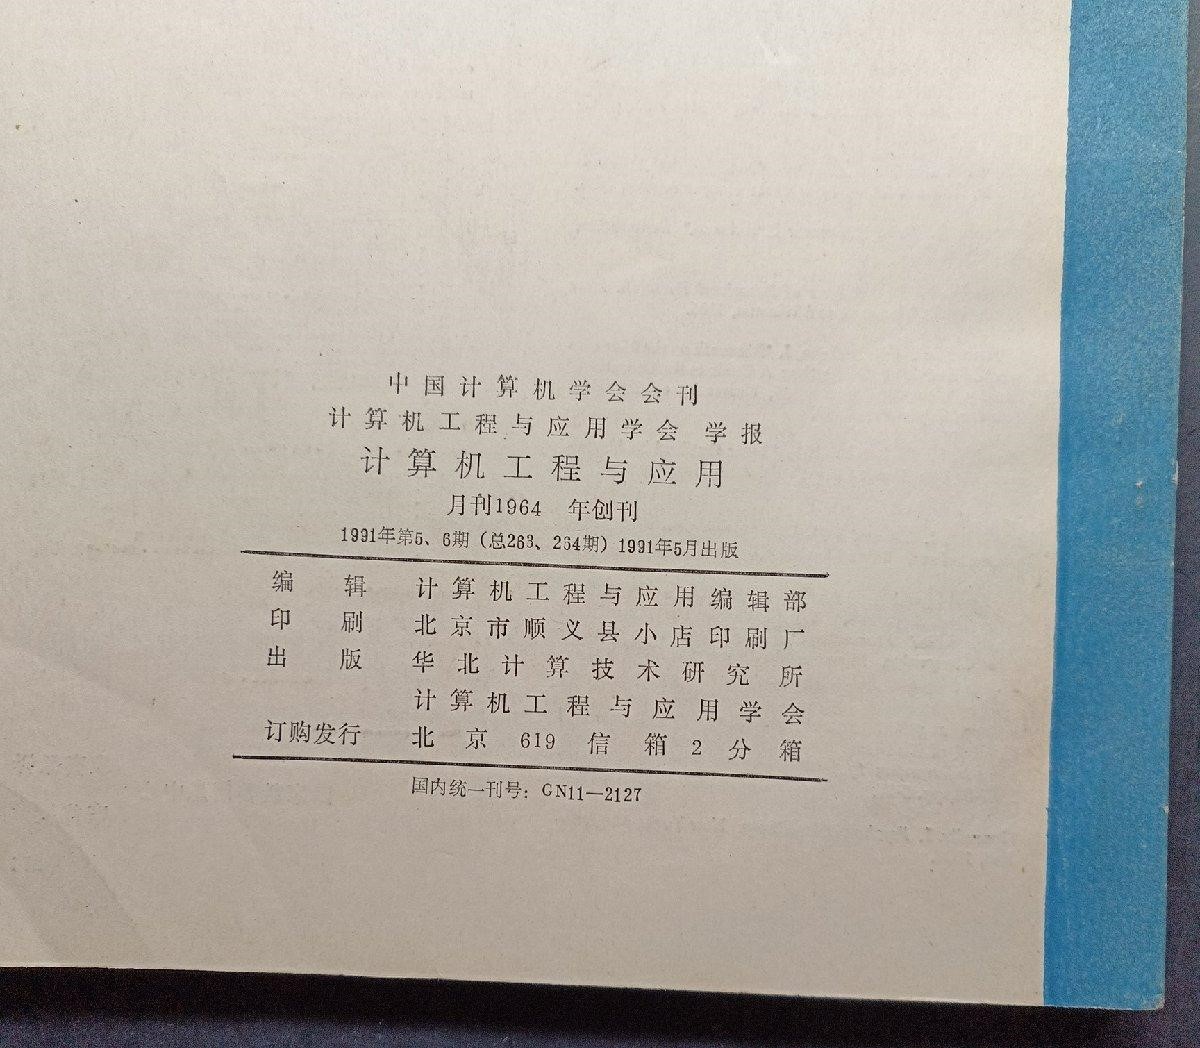 中国计算机学会会刊
计算机工程与应用学会 学报
计算机工程与应用
月刊1964 年创刊
1991年第5、6期(总263、264期)1991年5月出版
编 辑 计算机工程与应用编辑部
印 刷 北京市顺义县小店印刷厂
出 版 华北计算技术研究所
计算机工程与应用学会
订购发行 北京 619 信箱 2 分箱
国内统一刊号:GN11—2127